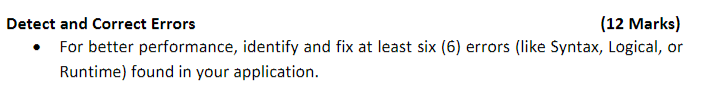 Detect and Correct Errors (12 Marks)
• For better performance, identify and fix at least six (6) errors (like Syntax, Logical, or
Runtime) found in your application.